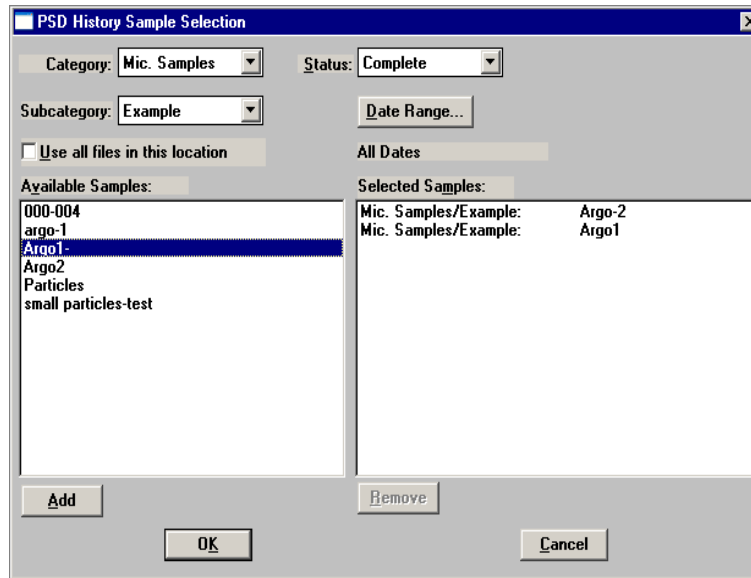 PSD History Sample Selection
Category: Mic. Samples Status: Complete
Subcategory: Example Date Range...
Use all files in this location All Dates
Available Samples: Selected Samples:
000-004 Mic. Samples/Example: Argo-2
argo-1 Mic. Samples/Example: Argo1
Argo1-
Argo2
Particles
small particles-test
Add Remove
OK Cancel